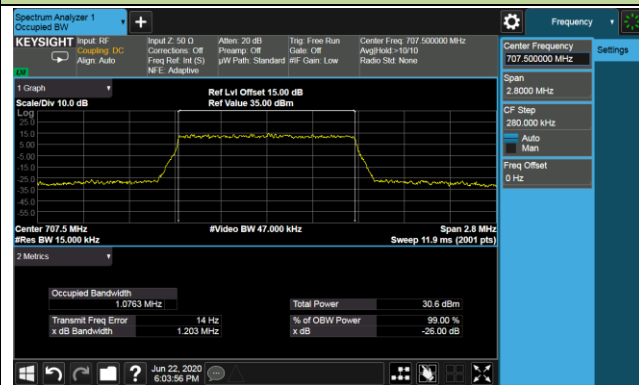 Spectrum Analyzer 1
Occupied BW
Frequency
KEYSIGHT
Input: RF
Coupling: DC
Align: Auto
Input Z: 50 Ω
Corrections: Off
Freq Ref: Int (S)
NFE: Adaptive
Atten: 20 dB
Preamp: Off
µW Path: Standard
Trig: Free Run
Gate: Off
#IF Gain: Low
Center Freq: 707.500000 MHz
Avg|Hold:>10/10
Radio Std: None
Center Frequency
707.500000 MHz
Settings
Span
2.8000 MHz
CF Step
280.000 kHz
Auto
Man
Freq Offset
0 Hz
1 Graph
Scale/Div 10.0 dB
Ref Lvl Offset 15.00 dB
Ref Value 35.00 dBm
Log
25.0
15.0
5.00
-5.00
-15.0
-25.0
-35.0
-45.0
-55.0
Center 707.5 MHz
#Res BW 15.000 kHz
#Video BW 47.000 kHz
Span 2.8 MHz
Sweep 11.9 ms (2001 pts)
2 Metrics
Occupied Bandwidth
1.0763 MHz
Total Power 30.6 dBm
Transmit Freq Error 14 Hz
% of OBW Power 99.00 %
x dB Bandwidth 1.203 MHz
x dB -26.00 dB
?
Jun 22, 2020
6:03:56 PM